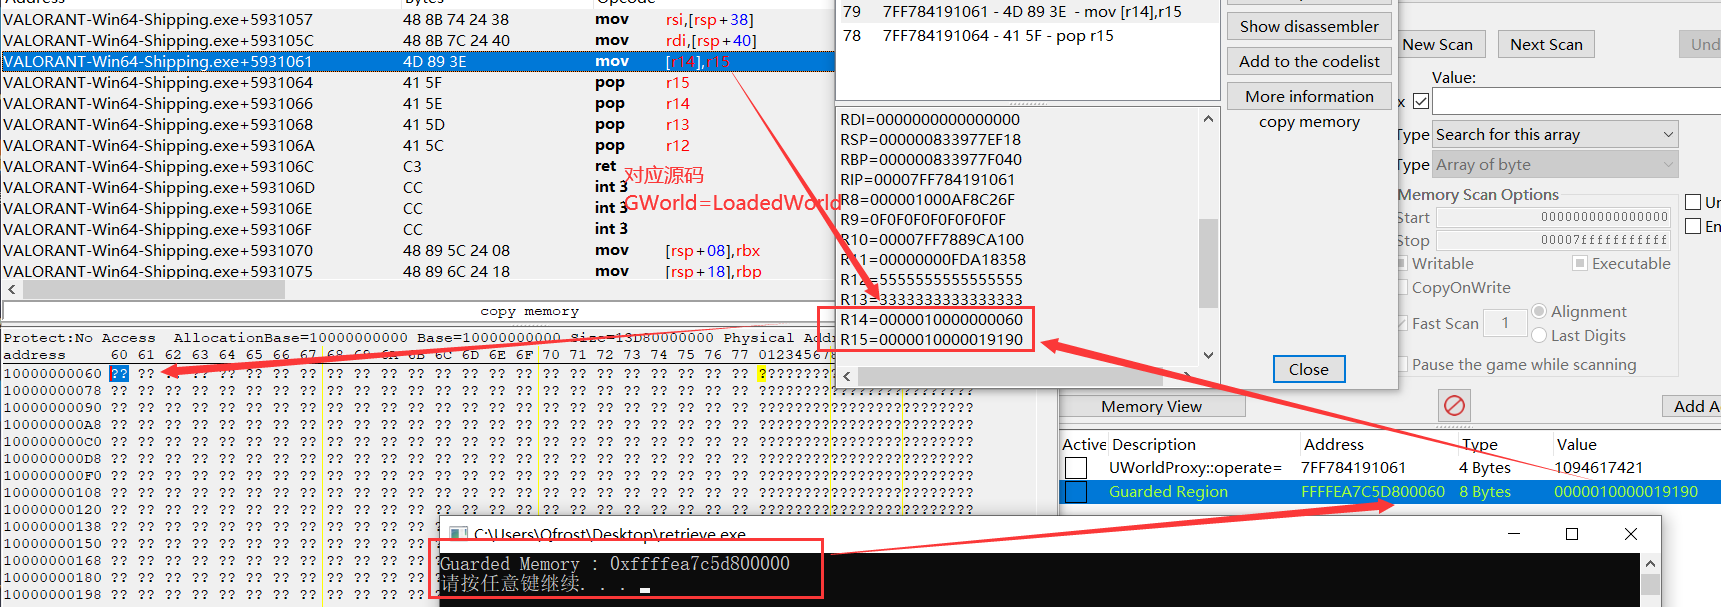 Address Bytes Opcode
VALORANT-Win64-Shipping.exe+5931057 48 8B 74 24 38 mov rsi,[rsp+38]
VALORANT-Win64-Shipping.exe+593105C 48 8B 7C 24 40 mov rdi,[rsp+40]
VALORANT-Win64-Shipping.exe+5931061 4D 89 3E mov [r14],r15
VALORANT-Win64-Shipping.exe+5931064 41 5F pop r15
VALORANT-Win64-Shipping.exe+5931066 41 5E pop r14
VALORANT-Win64-Shipping.exe+5931068 41 5D pop r13
VALORANT-Win64-Shipping.exe+593106A 41 5C pop r12
VALORANT-Win64-Shipping.exe+593106C C3 ret
VALORANT-Win64-Shipping.exe+593106D CC int 3
VALORANT-Win64-Shipping.exe+593106E CC int 3
VALORANT-Win64-Shipping.exe+593106F CC int 3
VALORANT-Win64-Shipping.exe+5931070 48 89 5C 24 08 mov [rsp+08],rbx
VALORANT-Win64-Shipping.exe+5931075 48 89 6C 24 18 mov [rsp+18],rbp
对应源码
GWorld=LoadedWorld
copy memory
Protect:No Access AllocationBase=10000000000 Base=10000000000 Size=13D80000000 Physical Addr
address 60 61 62 63 64 65 66 67 68 69 6A 6B 6C 6D 6E 6F 70 71 72 73 74 75 76 77 012345678
10000000060 ?? ?? ?? ?? ?? ?? ?? ?? ?? ?? ?? ?? ?? ?? ?? ?? ?? ?? ?? ?? ?? ?? ?? ?? ????????????????????????
10000000078 ?? ?? ?? ?? ?? ?? ?? ?? ?? ?? ?? ?? ?? ?? ?? ?? ?? ?? ?? ?? ?? ?? ?? ?? ????????????????????????
10000000090 ?? ?? ?? ?? ?? ?? ?? ?? ?? ?? ?? ?? ?? ?? ?? ?? ?? ?? ?? ?? ?? ?? ?? ?? ????????????????????????
100000000A8 ?? ?? ?? ?? ?? ?? ?? ?? ?? ?? ?? ?? ?? ?? ?? ?? ?? ?? ?? ?? ?? ?? ?? ?? ????????????????????????
100000000C0 ?? ?? ?? ?? ?? ?? ?? ?? ?? ?? ?? ?? ?? ?? ?? ?? ?? ?? ?? ?? ?? ?? ?? ?? ????????????????????????
100000000D8 ?? ?? ?? ?? ?? ?? ?? ?? ?? ?? ?? ?? ?? ?? ?? ?? ?? ?? ?? ?? ?? ?? ?? ?? ????????????????????????
100000000F0 ?? ?? ?? ?? ?? ?? ?? ?? ?? ?? ?? ?? ?? ?? ?? ?? ?? ?? ?? ?? ?? ?? ?? ?? ????????????????????????
10000000108 ?? ?? ?? ?? ?? ?? ?? ?? ?? ?? ?? ?? ?? ?? ?? ?? ?? ?? ?? ?? ?? ?? ?? ?? ????????????????????????
10000000120 ?? ?? ?? ?? ?? ?? ?? ?? ?? ?? ?? ?? ?? ?? ?? ?? ?? ?? ?? ?? ?? ?? ?? ?? ????????????????????????
10000000138 ?? ?? ?? ?? ?? ?? ?? ?? ?? ?? ?? ??
10000000150 ?? ?? ?? ?? ?? ?? ?? ?? ?? ?? ?? ??
10000000168 ?? ?? ?? ?? ?? ?? ?? ?? ?? ?? ?? ??
10000000180 ?? ?? ?? ?? ?? ?? ?? ?? ?? ?? ?? ??
10000000198 ?? ?? ?? ?? ?? ?? ?? ?? ?? ?? ?? ??
79 7FF784191061 - 4D 89 3E - mov [r14],r15
78 7FF784191064 - 41 5F - pop r15
RDI=0000000000000000
RSP=000000833977EF18
RBP=000000833977F040
RIP=00007FF784191061
R8=000001000AF8C26F
R9=0F0F0F0F0F0F0F0F
R10=00007FF7889CA100
R11=00000000FDA18358
R12=5555555555555555
R13=3333333333333333
R14=0000010000000060
R15=0000010000019190
Show disassembler
Add to the codelist
More information
copy memory
Close
New Scan
Next Scan
Und
Value:
x
Type Search for this array
Type Array of byte
Memory Scan Options
Start 0000000000000000
Stop 00007fffffffffff
Writable Executable
CopyOnWrite
Fast Scan 1 Alignment
Last Digits
Pause the game while scanning
Un
En
Memory View
Add A
Active Description Address Type Value
UWorldProxy::operate= 7FF784191061 4 Bytes 1094617421
Guarded Region FFFFEA7C5D800060 8 Bytes 0000010000019190
C:\Users\Qfrost\Desktop\retrieve.exe
Guarded Memory : 0xffffea7c5d800000
请按任意键继续. . .